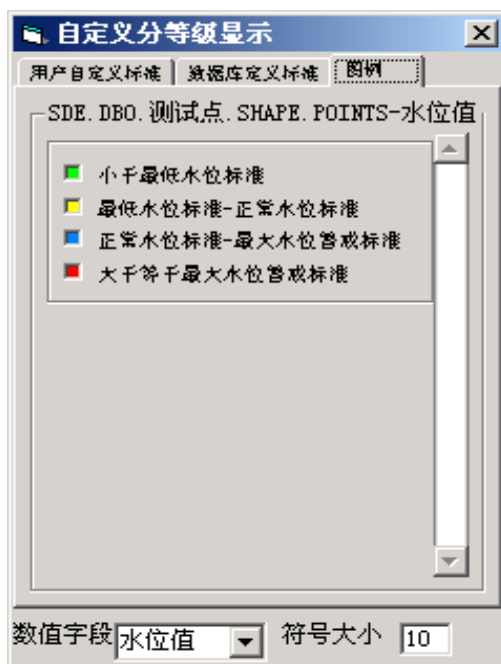 自定义分等级显示
用户自定义标准 数据库定义标准 图例
SDE.DBO.测试点.SHAPE.POINTS-水位值
小于最低水位标准
最低水位标准-正常水位标准
正常水位标准-最大水位警戒标准
大于等于最大水位警戒标准
数值字段 水位值 符号大小 10